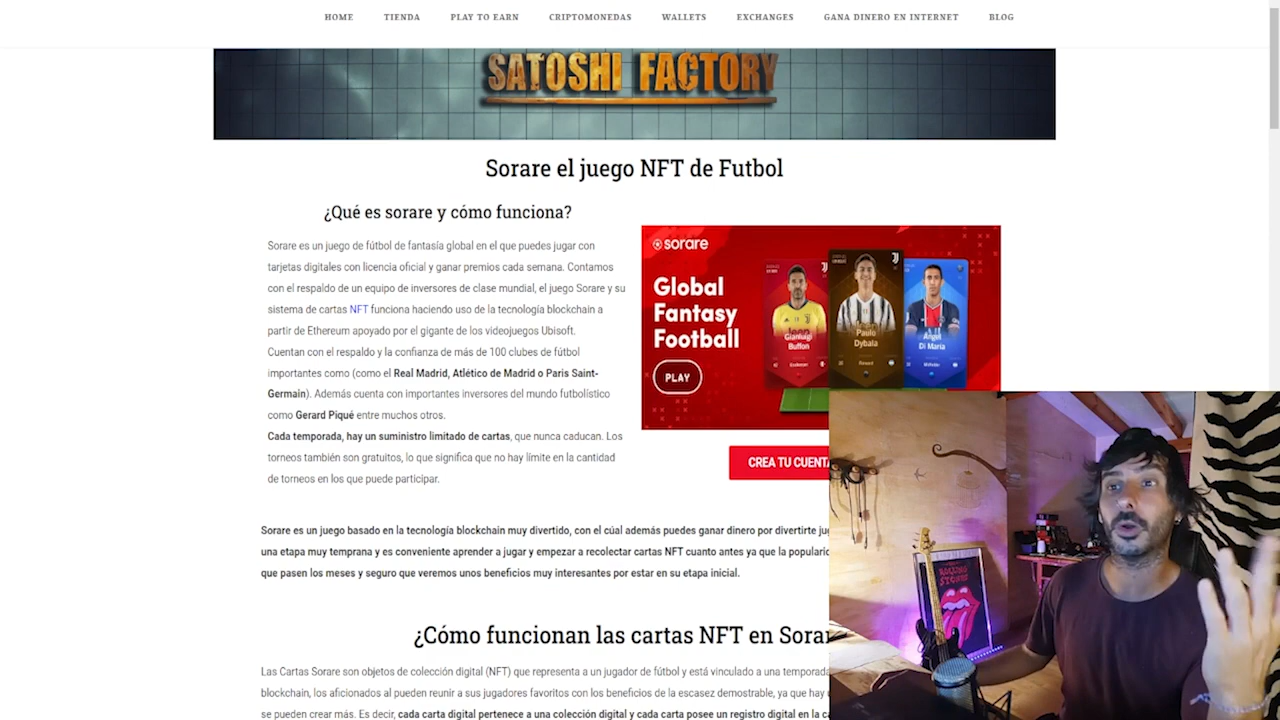 HOME TIENDA PLAY TO EARN CRIPTOMONEDAS WALLETS EXCHANGES GANA DINERO EN INTERNET BLOG
SATOSHI FACTORY
Sorare el juego NFT de Futbol
¿Qué es sorare y cómo funciona?
Sorare es un juego de fútbol de fantasía global en el que puedes jugar con
tarjetas digitales con licencia oficial y ganar premios cada semana. Contamos
con el respaldo de un equipo de inversores de clase mundial, el juego Sorare y su
sistema de cartas NFT funciona haciendo uso de la tecnología blockchain a
partir de Ethereum apoyado por el gigante de los videojuegos Ubisoft.
Cuentan con el respaldo y la confianza de más de 100 clubes de fútbol
importantes como (como el Real Madrid, Atlético de Madrid o Paris Saint-
Germain). Además cuenta con importantes inversores del mundo futbolístico
como Gerard Piqué entre muchos otros.
Cada temporada, hay un suministro limitado de cartas, que nunca caducan. Los
torneos también son gratuitos, lo que significa que no hay límite en la cantidad
de torneos en los que puede participar.
sorare
Global
Fantasy
Football
PLAY
Gianluigi
Buffon
Paulo
Dybala
Angel
Di Maria
CREA TU CUENTA
Sorare es un juego basado en la tecnología blockchain muy divertido, con el cúal además puedes ganar dinero por divertirte
una etapa muy temprana y es conveniente aprender a jugar y empezar a recolectar cartas NFT cuanto antes ya que la
que pasen los meses y seguro que veremos unos beneficios muy interesantes por estar en su etapa inicial.
¿Cómo funcionan las cartas NFT en Sorar
Las Cartas Sorare son objetos de colección digital (NFT) que representa a un jugador de fútbol y está vinculado a una temporada
blockchain, los aficionados al pueden reunir a sus jugadores favoritos con los beneficios de la escasez demostrable, ya que hay
se pueden crear más. Es decir, cada carta digital pertenece a una colección digital y cada carta posee un registro digital en la
ROLLING
STONES